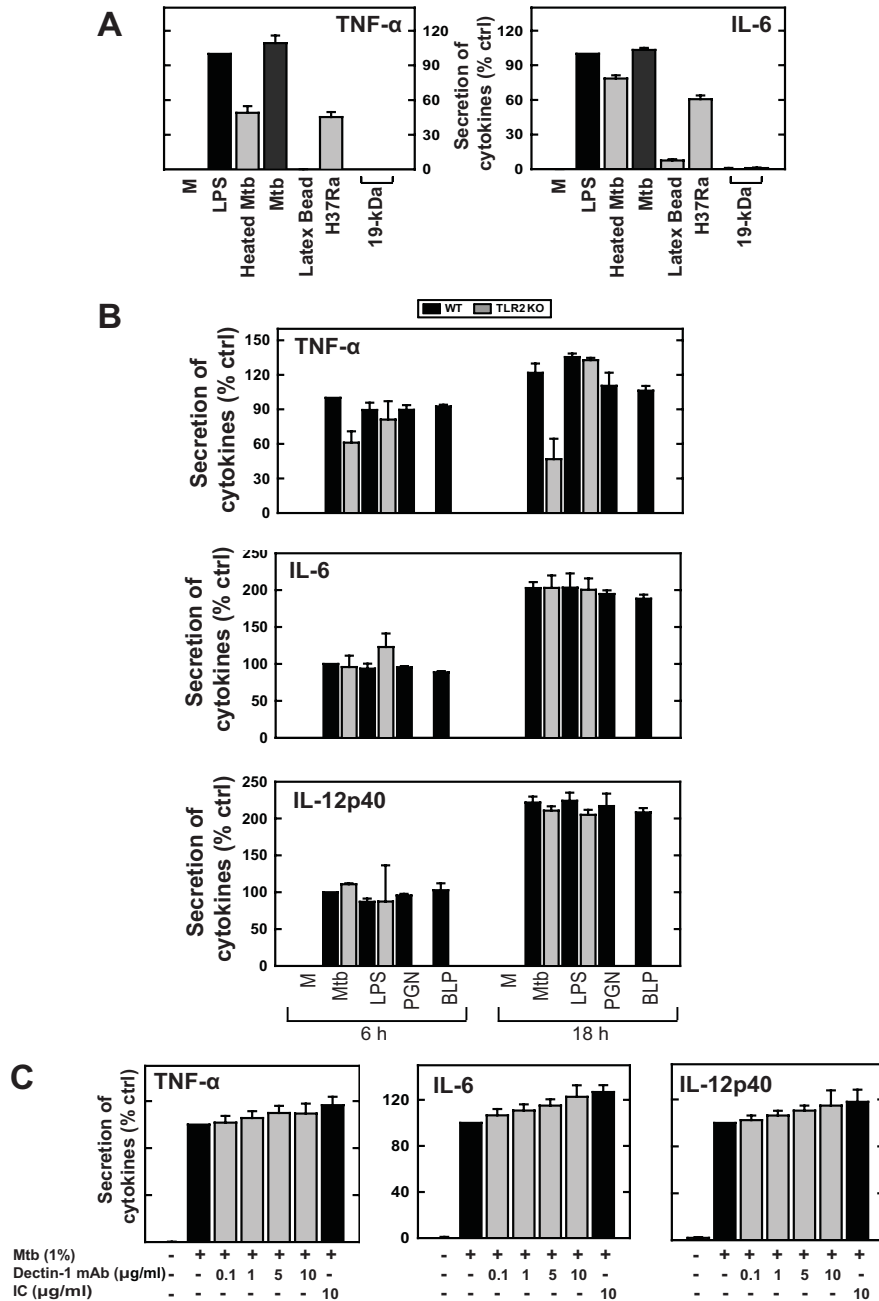 A
TNF-α
120
90
60
30
0
Secretion of
cytokines (% ctrl)
IL-6
120
90
60
30
0
M
LPS
Heated Mtb
Mtb
Latex Bead
H37Ra
19-kDa
M
LPS
Heated Mtb
Mtb
Latex Bead
H37Ra
19-kDa
B
WT
TLR2KO
TNF-α
Secretion of
cytokines (% ctrl)
150
120
90
60
30
0
IL-6
Secretion of
cytokines (% ctrl)
250
200
150
100
50
0
IL-12p40
Secretion of
cytokines (% ctrl)
250
200
150
100
50
0
M
Mtb
LPS
PGN
BLP
M
Mtb
LPS
PGN
BLP
6 h
18 h
C
TNF-α
Secretion of
cytokines (% ctrl)
IL-6
120
80
40
0
IL-12p40
Mtb (1%) - + + + + + + - + + + + + + - + + + + + +
Dectin-1 mAb (µg/ml) - - 0.1 1 5 10 - - - 0.1 1 5 10 - - - 0.1 1 5 10 -
IC (µg/ml) - - - - - - 10 - - - - - - 10 - - - - - - 10